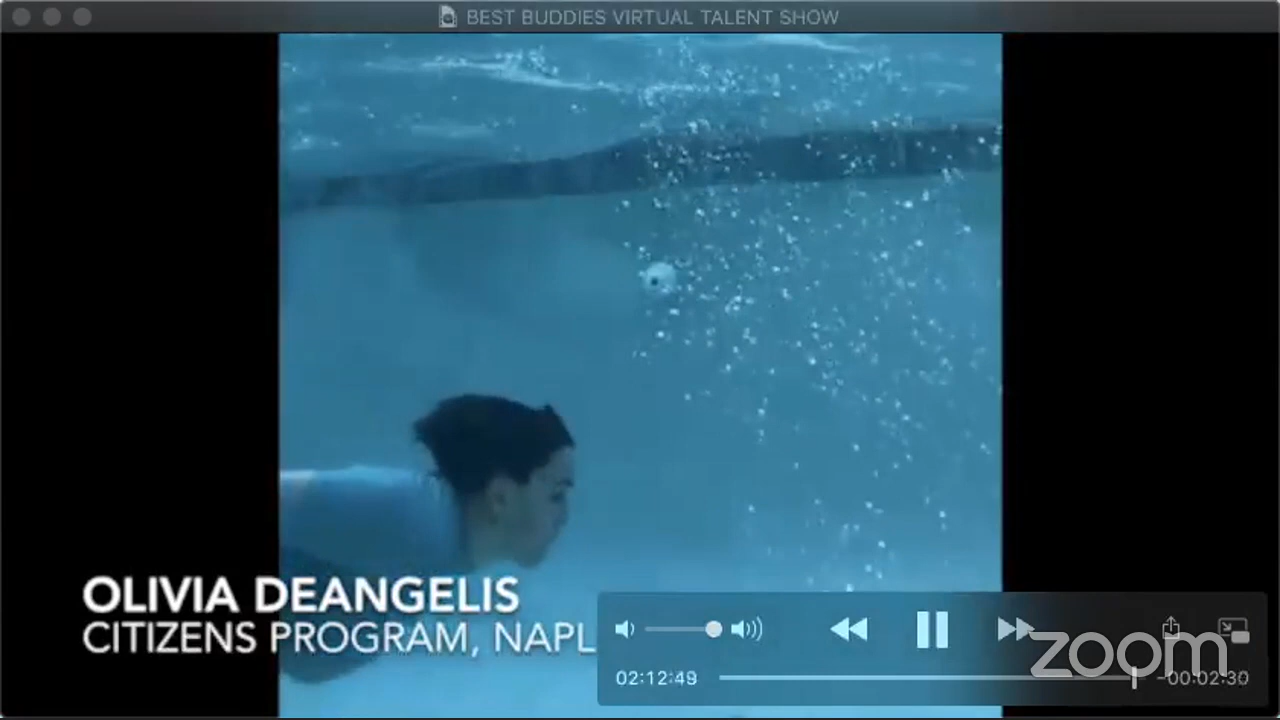 BEST BUDDIES VIRTUAL TALENT SHOW
OLIVIA DEANGELIS
CITIZENS PROGRAM, NAPL
02:12:49
-00:02:30
zoom